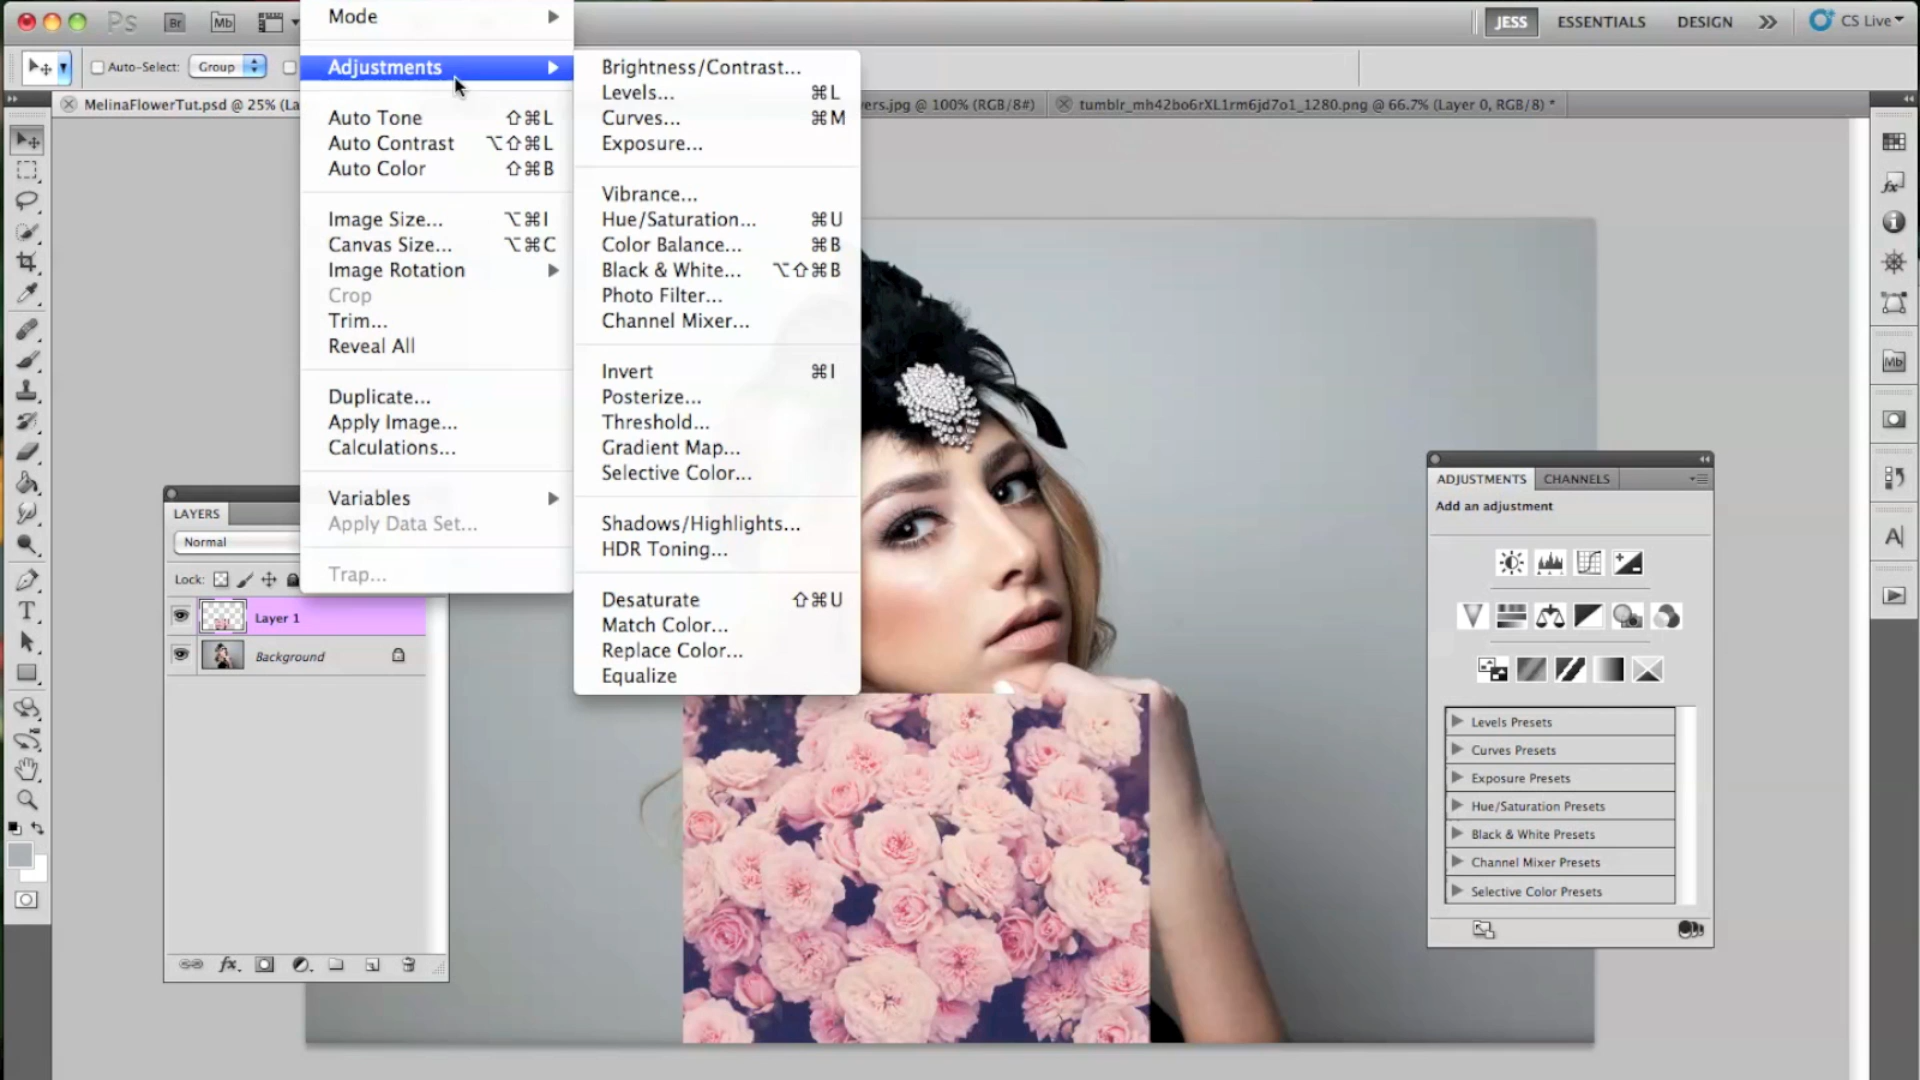 Ps
Br
Mb
JESS
ESSENTIALS
DESIGN
CS Live
Auto-Select:
Group
MelinaFlowerTut.psd @ 25% (La
vers.jpg @ 100% (RGB/8#)
tumblr_mh42bo6rXL1rm6jd7o1_1280.png @ 66.7% (Layer 0, RGB/8) *
Mode
Adjustments
Auto Tone ⇧⌘L
Auto Contrast ⌥⇧⌘L
Auto Color ⇧⌘B
Image Size... ⌥⌘I
Canvas Size... ⌥⌘C
Image Rotation
Crop
Trim...
Reveal All
Duplicate...
Apply Image...
Calculations...
Variables
Apply Data Set...
Trap...
Brightness/Contrast...
Levels... ⌘L
Curves... ⌘M
Exposure...
Vibrance...
Hue/Saturation... ⌘U
Color Balance... ⌘B
Black & White... ⌥⇧⌘B
Photo Filter...
Channel Mixer...
Invert ⌘I
Posterize...
Threshold...
Gradient Map...
Selective Color...
Shadows/Highlights...
HDR Toning...
Desaturate ⇧⌘U
Match Color...
Replace Color...
Equalize
LAYERS
Normal
Lock:
Layer 1
Background
fx
ADJUSTMENTS
CHANNELS
Add an adjustment
Levels Presets
Curves Presets
Exposure Presets
Hue/Saturation Presets
Black & White Presets
Channel Mixer Presets
Selective Color Presets
fx
Mb
A
T